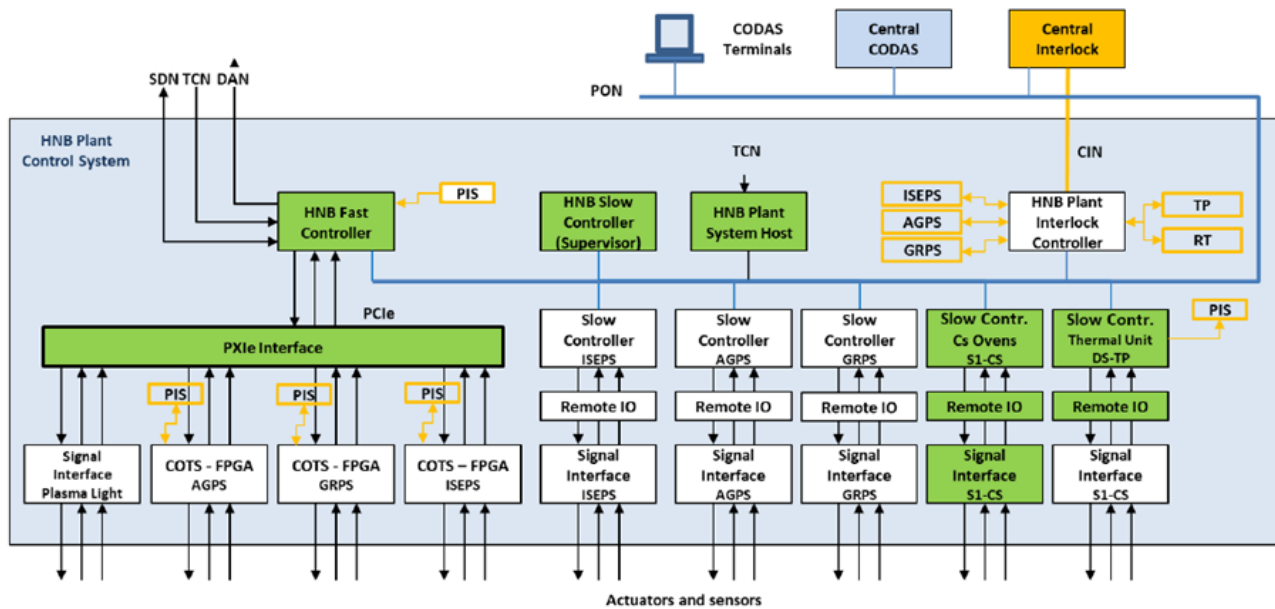 CODAS
Terminals
Central
CODAS
Central
Interlock
SDN TCN DAN
PON
HNB Plant
Control System
TCN
CIN
PIS
HNB Fast
Controller
HNB Slow
Controller
(Supervisor)
HNB Plant
System Host
ISEPS
AGPS
GRPS
HNB Plant
Interlock
Controller
TP
RT
PCIe
PXIe Interface
Slow
Controller
ISEPS
Slow
Controller
AGPS
Slow
Controller
GRPS
Slow Contr.
Cs Ovens
S1-CS
Slow Contr.
Thermal Unit
DS-TP
PIS
PIS
PIS
PIS
Remote IO
Remote IO
Remote IO
Remote IO
Remote IO
Signal
Interface
Plasma Light
COTS - FPGA
AGPS
COTS - FPGA
GRPS
COTS – FPGA
ISEPS
Signal
Interface
ISEPS
Signal
Interface
AGPS
Signal
Interface
GRPS
Signal
Interface
S1-CS
Signal
Interface
S1-CS
Actuators and sensors